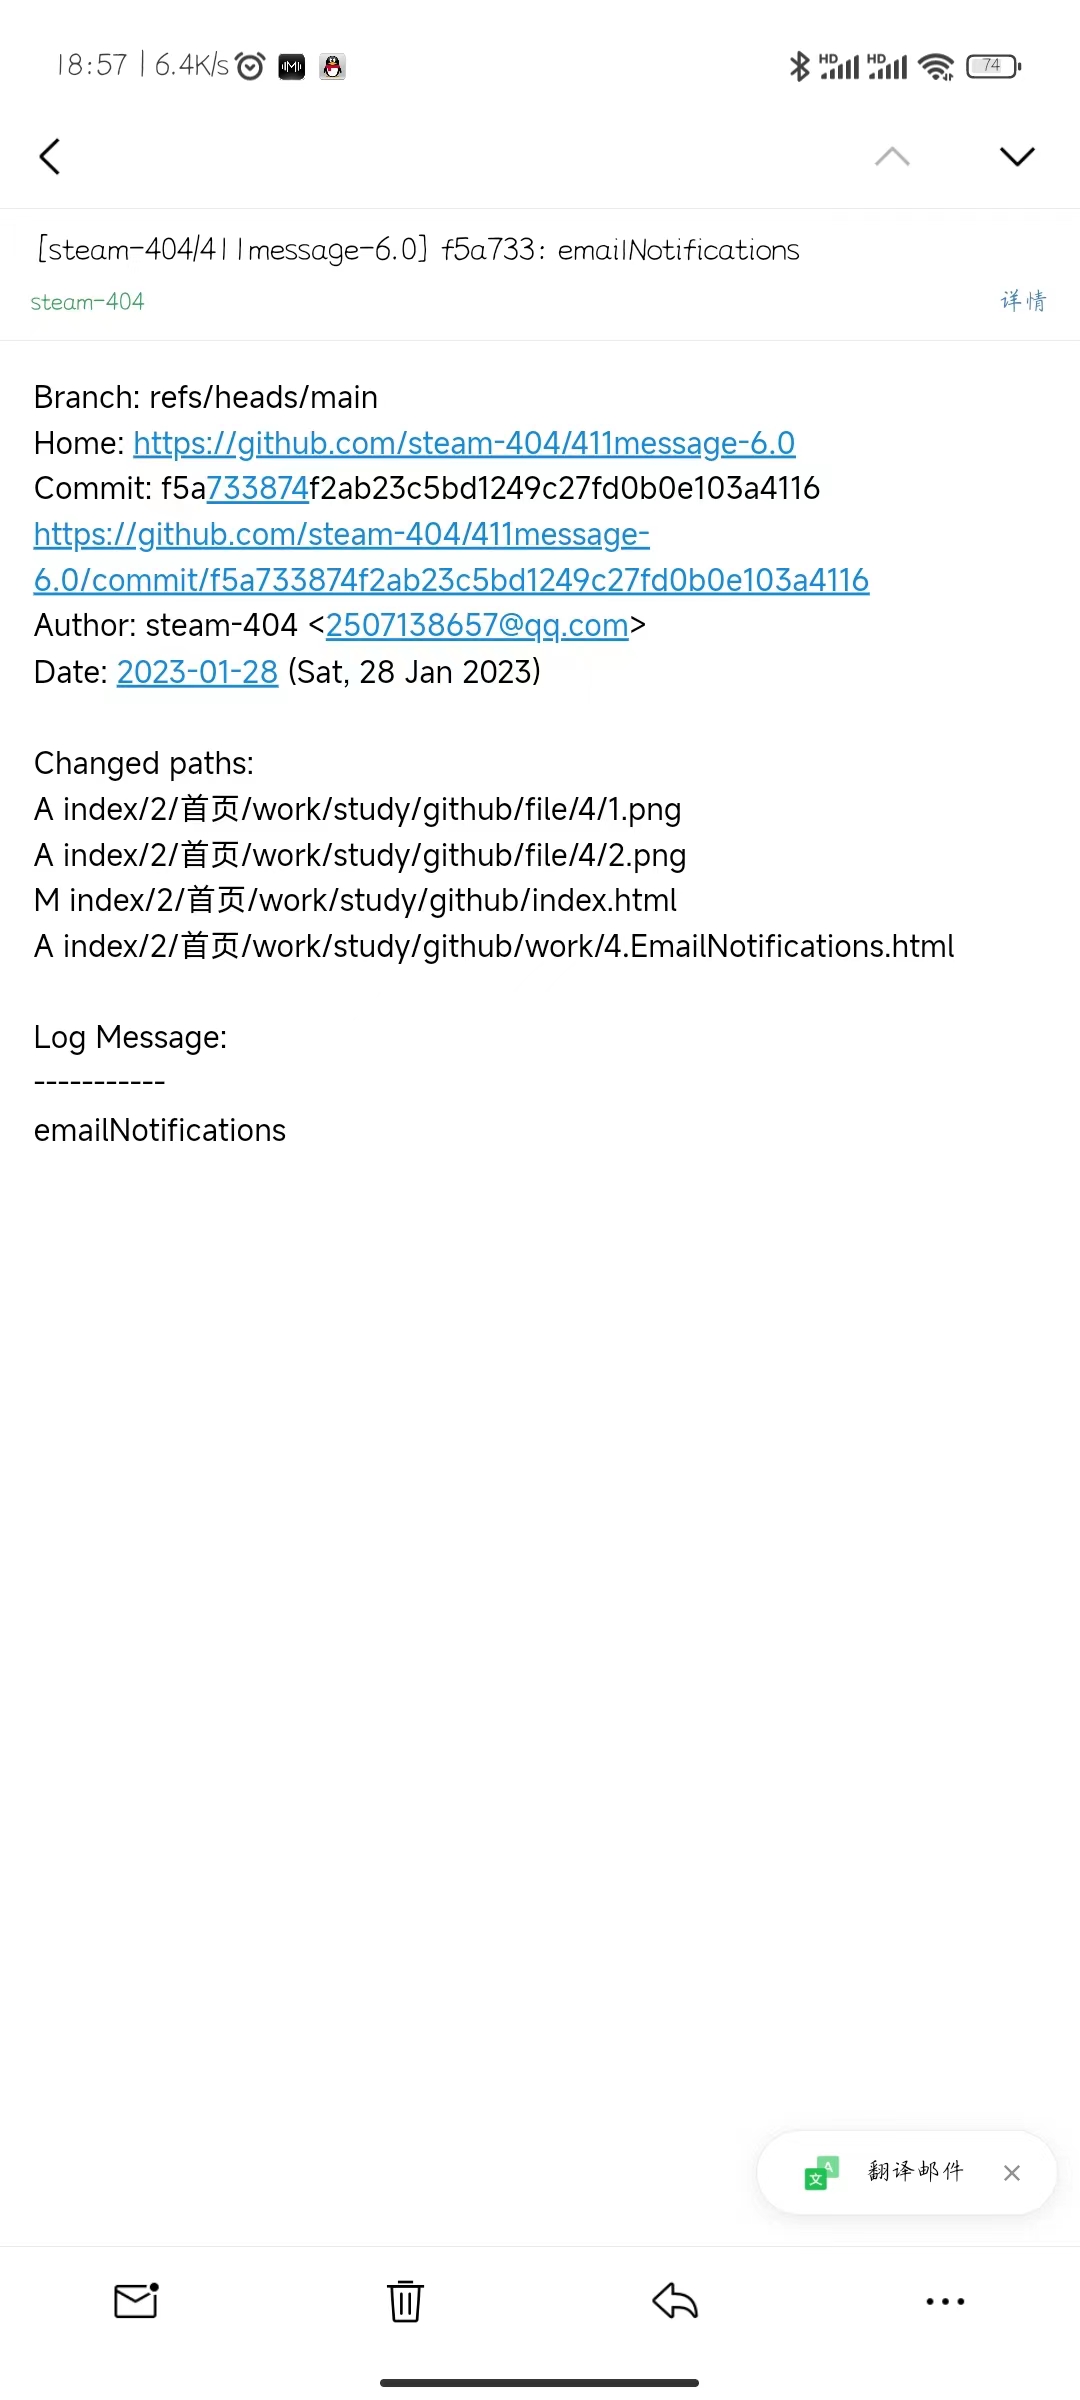 18:57 | 6.4K/s HD HD 74
[steam-404/411message-6.0] f5a733: emailNotifications
steam-404 详情
Branch: refs/heads/main
Home: https://github.com/steam-404/411message-6.0
Commit: f5a733874f2ab23c5bd1249c27fd0b0e103a4116
https://github.com/steam-404/411message-
6.0/commit/f5a733874f2ab23c5bd1249c27fd0b0e103a4116
Author: steam-404 <2507138657@qq.com>
Date: 2023-01-28 (Sat, 28 Jan 2023)
Changed paths:
A index/2/首页/work/study/github/file/4/1.png
A index/2/首页/work/study/github/file/4/2.png
M index/2/首页/work/study/github/index.html
A index/2/首页/work/study/github/work/4.EmailNotifications.html
Log Message:
-----------
emailNotifications
文 A 翻译邮件